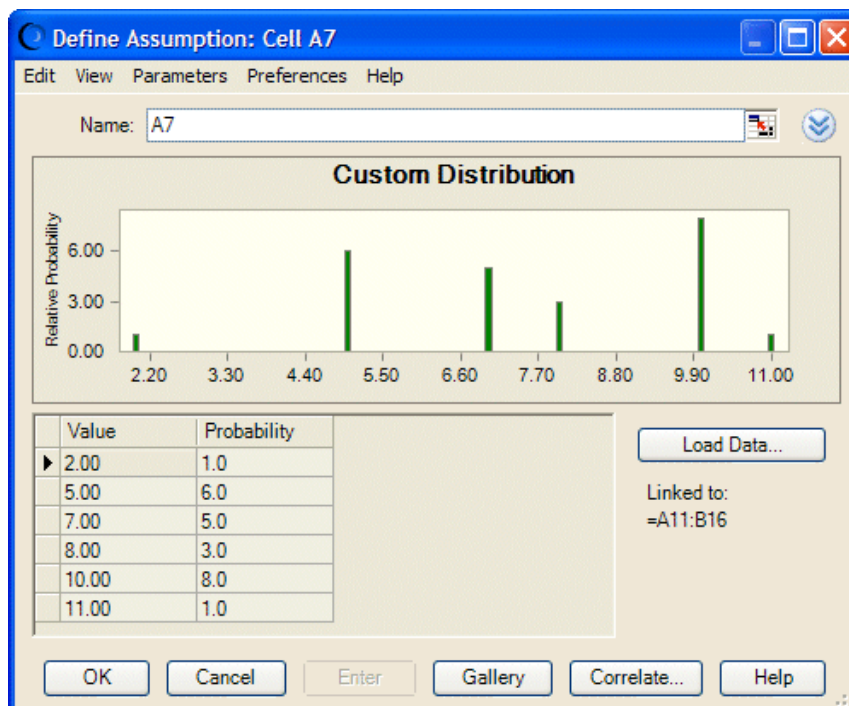 Define Assumption: Cell A7
Edit View Parameters Preferences Help
Name: A7
Custom Distribution
Relative Probability
6.00
3.00
0.00
2.20 3.30 4.40 5.50 6.60 7.70 8.80 9.90 11.00
Value Probability
2.00 1.0
5.00 6.0
7.00 5.0
8.00 3.0
10.00 8.0
11.00 1.0
Load Data...
Linked to:
=A11:B16
OK Cancel Enter Gallery Correlate... Help